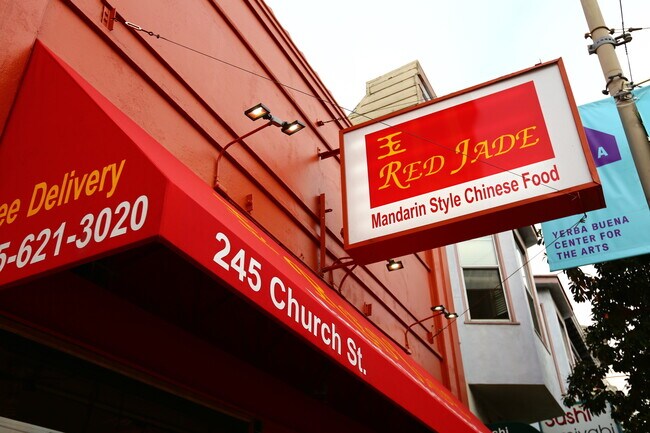 玉
RED JADE
Mandarin Style Chinese Food
ee Delivery
5-621-3020
245 Church St.
A
YERBA BUENA
CENTER FOR
THE ARTS
Sushi